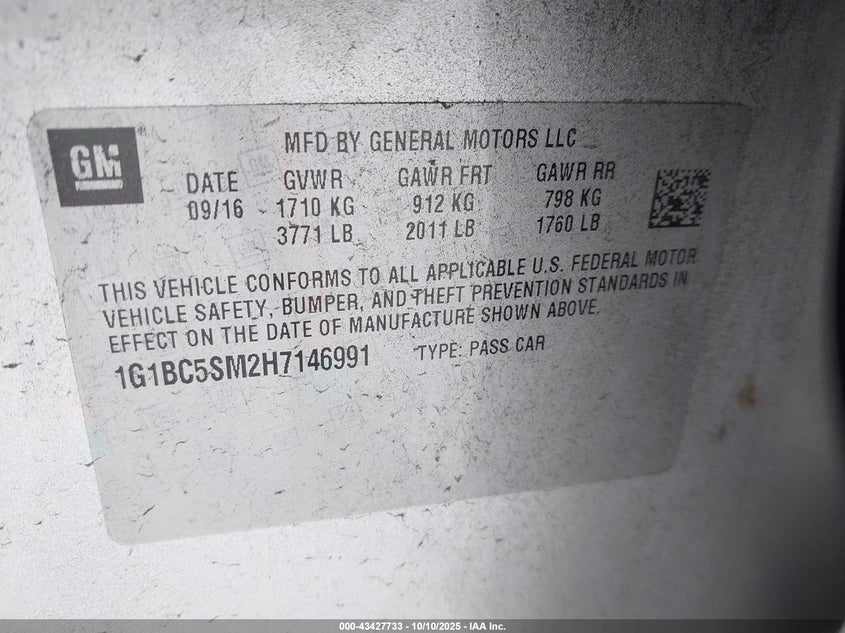 GM
MFD BY GENERAL MOTORS LLC
DATE GVWR GAWR FRT GAWR RR
09/16 1710 KG 912 KG 798 KG
3771 LB 2011 LB 1760 LB
THIS VEHICLE CONFORMS TO ALL APPLICABLE U.S. FEDERAL MOTOR
VEHICLE SAFETY, BUMPER, AND THEFT PREVENTION STANDARDS IN
EFFECT ON THE DATE OF MANUFACTURE SHOWN ABOVE.
1G1BC5SM2H7146991 TYPE: PASS CAR
000-43427733 - 10/10/2025 - IAA Inc.